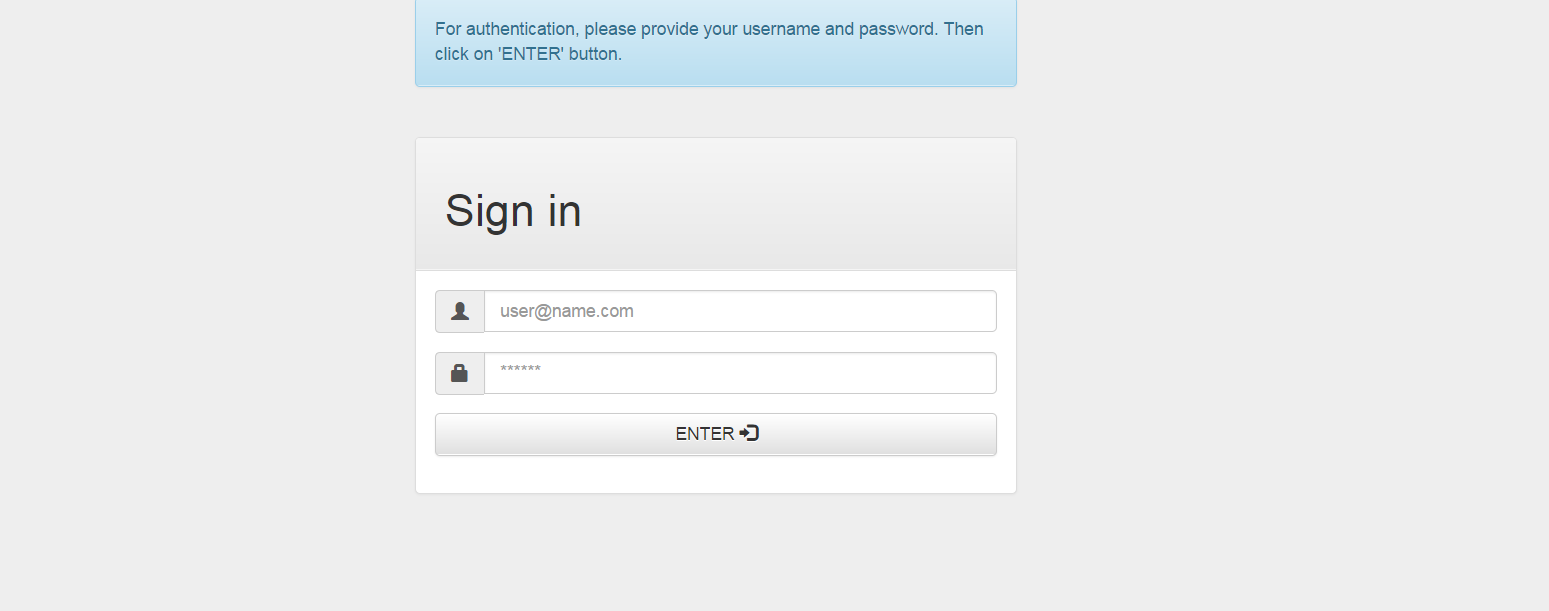 For authentication, please provide your username and password. Then
click on 'ENTER' button.
Sign in
user@name.com
******
ENTER